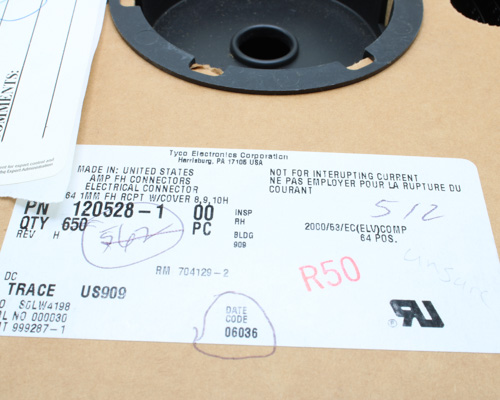 COMMENTS:
Tyco Electronics Corporation
Harrisburg, PA 17105 USA
MADE IN: UNITED STATES
AMP FH CONNECTORS
ELECTRICAL CONNECTOR
64 1MM FH RCPT W/COVER 8,9,10H
NOT FOR INTERRUPTING CURRENT
NE PAS EMPLOYER POUR LA RUPTURE DU
COURANT
PN 120528-1 00
QTY 650 PC
REV H
INSP
RH
BLDG
909
512
2000/53/EC(ELV)COMP
64 POS.
RM 704129-2
R50
unsafe
DC
TRACE US909
SGLW4198
NO 000030
999287-1
DATE
CODE
06036